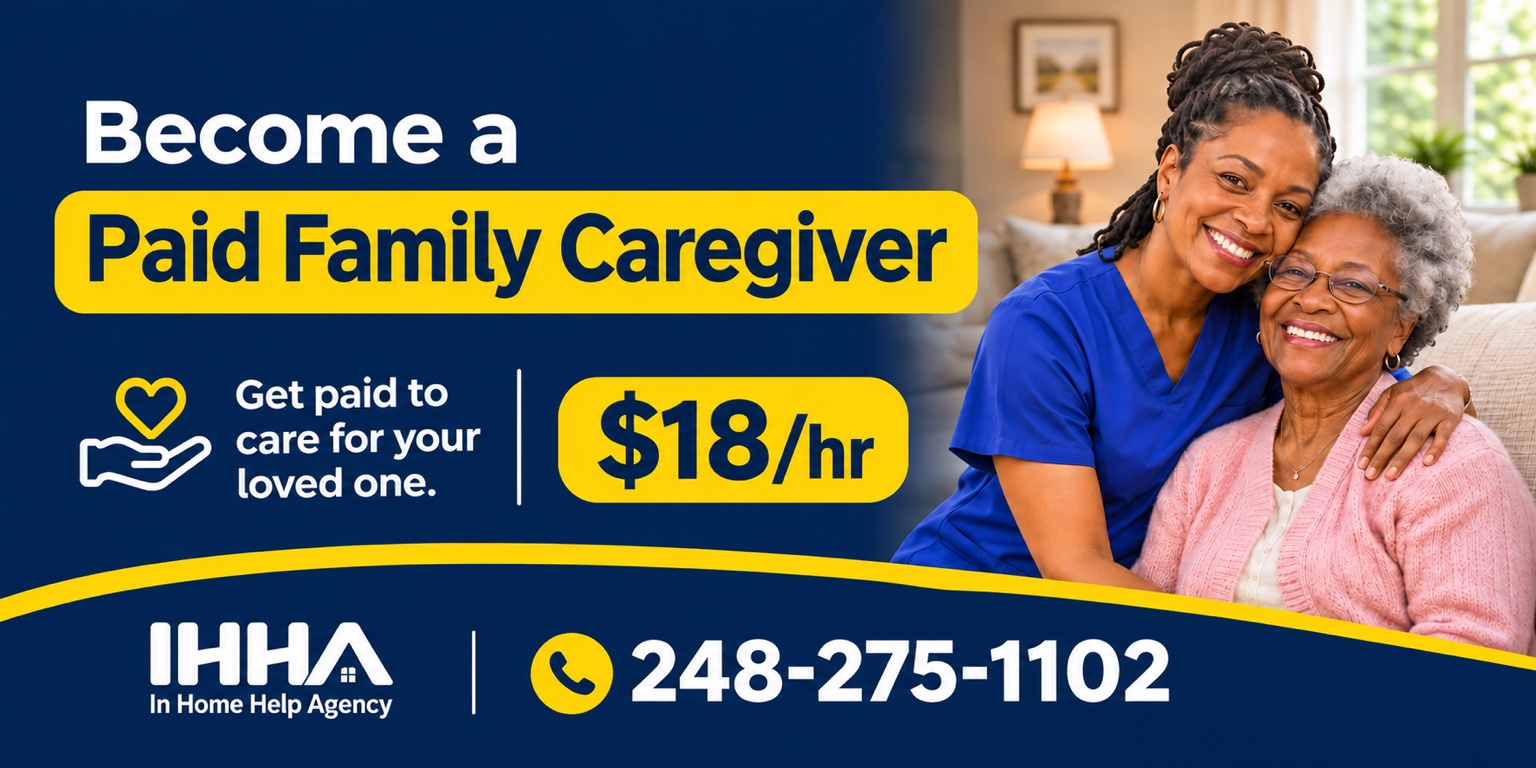 Become a
Paid Family Caregiver
Get paid to
care for your
loved one.
$18/hr
IHHA
In Home Help Agency
248-275-1102